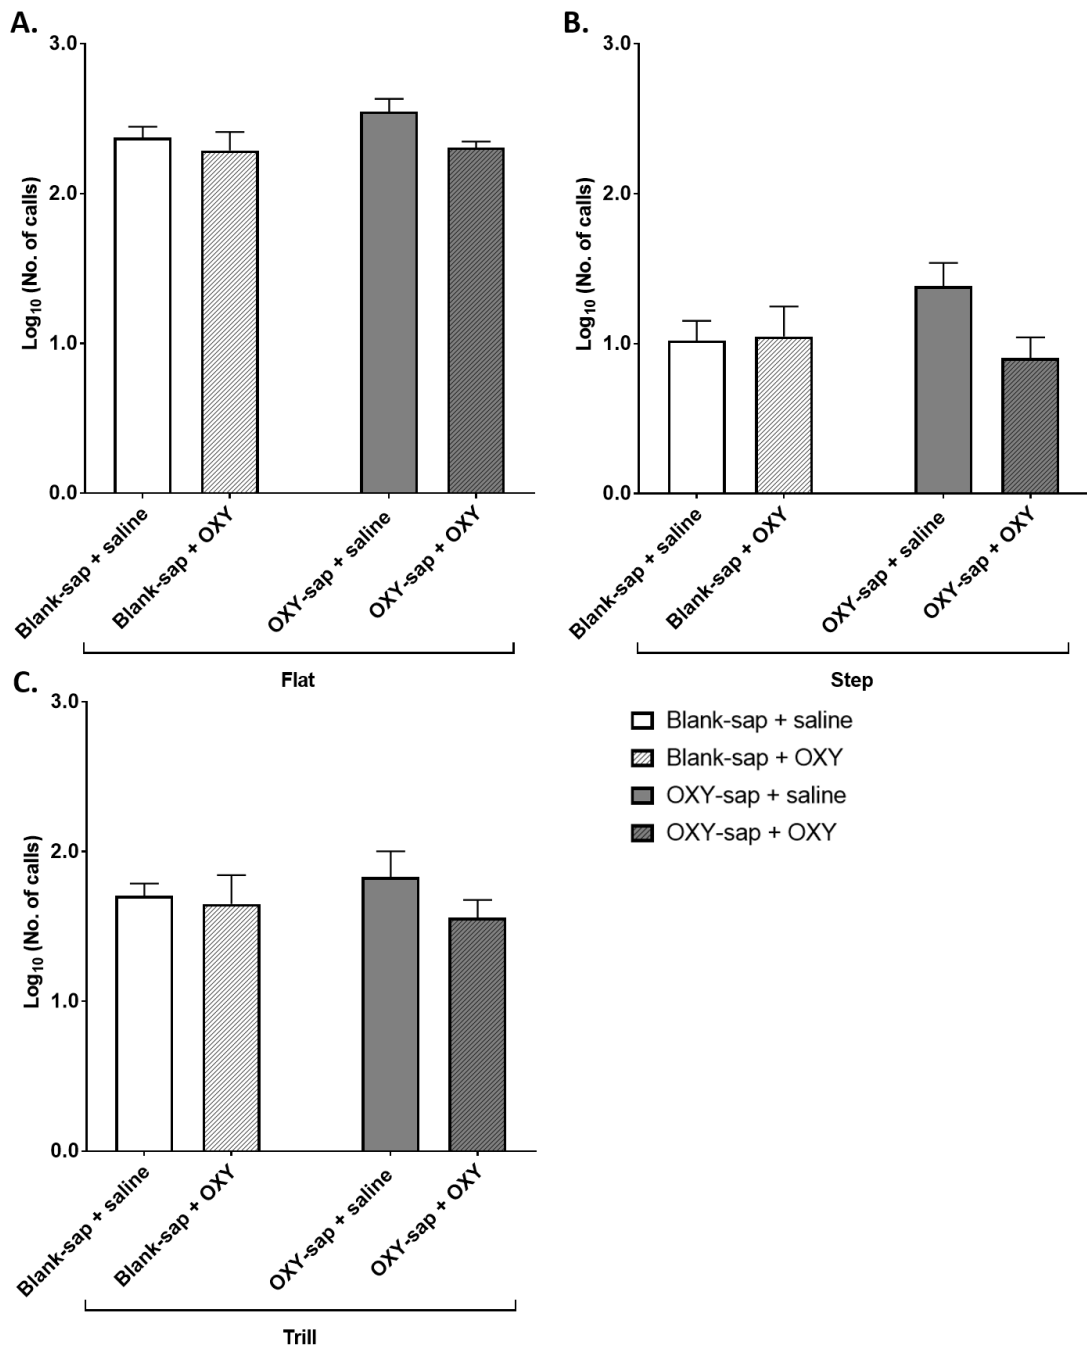 A.
3.0
2.0
1.0
0.0
Log10 (No. of calls)
Blank-sap + saline
Blank-sap + OXY
OXY-sap + saline
OXY-sap + OXY
Flat
B.
3.0
2.0
1.0
0.0
Log10 (No. of calls)
Blank-sap + saline
Blank-sap + OXY
OXY-sap + saline
OXY-sap + OXY
Step
C.
3.0
2.0
1.0
0.0
Log10 (No. of calls)
Blank-sap + saline
Blank-sap + OXY
OXY-sap + saline
OXY-sap + OXY
Trill
Blank-sap + saline
Blank-sap + OXY
OXY-sap + saline
OXY-sap + OXY